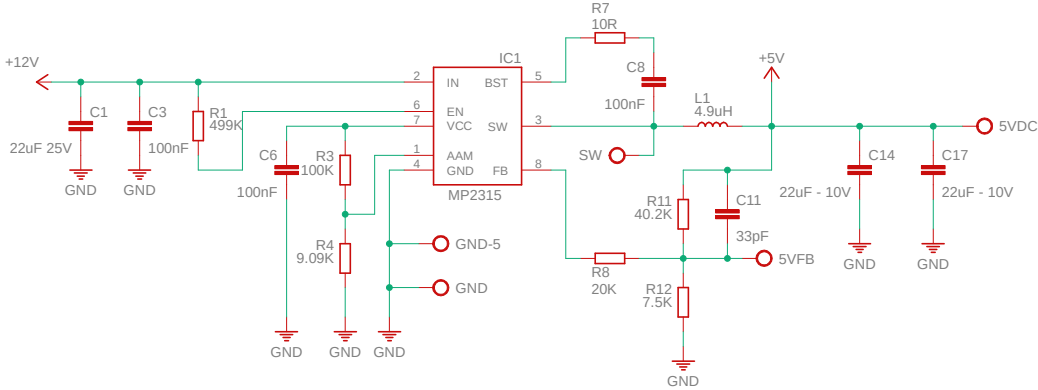 R7
10R
+12V
IC1
+5V
C8
100nF
2
IN
BST
5
L1
4.9uH
C1
22uF 25V
C3
100nF
R1
499K
6
EN
7
VCC
SW
3
5VDC
C6
100nF
R3
100K
1
AAM
4
GND
FB
8
SW
MP2315
C14
22uF - 10V
C17
22uF - 10V
GND
GND
R11
40.2K
C11
33pF
R4
9.09K
GND-5
GND
R8
20K
5VFB
R12
7.5K
GND
GND
GND
GND
GND
GND